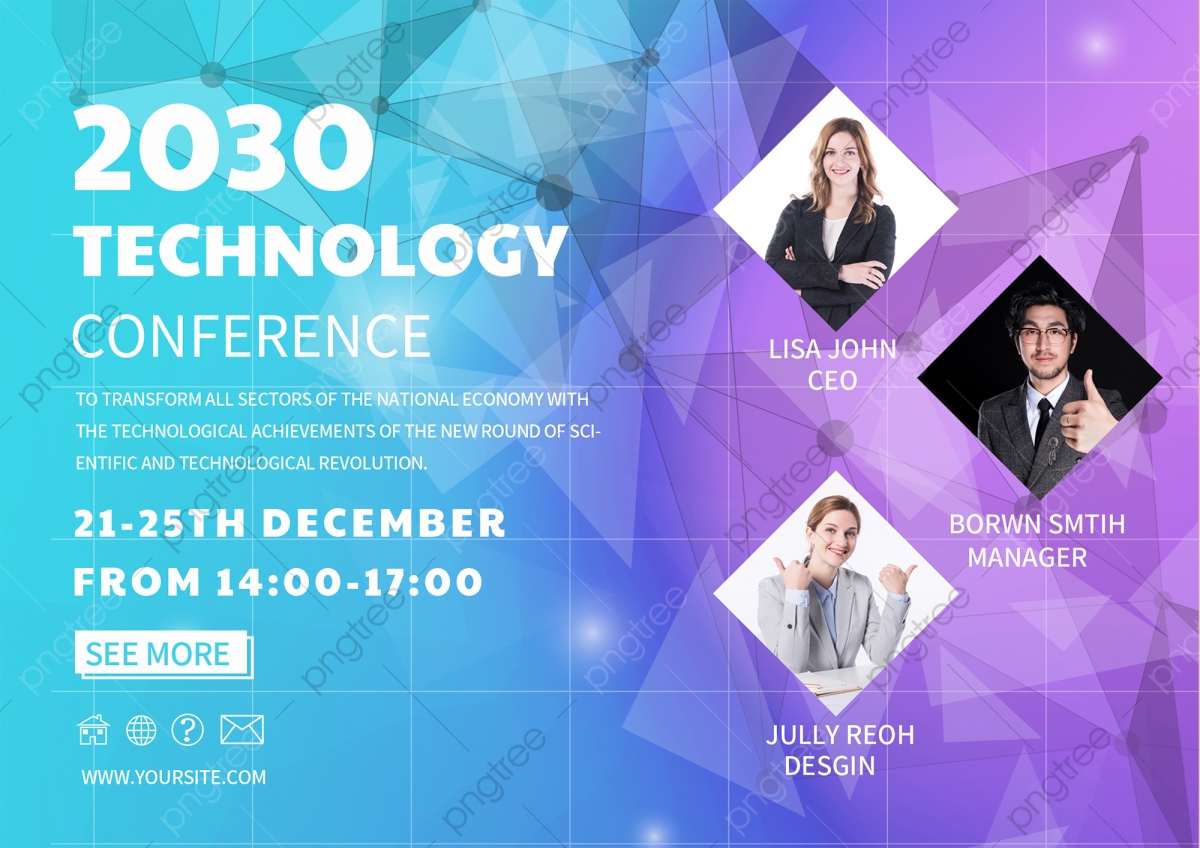 2030
TECHNOLOGY
CONFERENCE
TO TRANSFORM ALL SECTORS OF THE NATIONAL ECONOMY WITH
THE TECHNOLOGICAL ACHIEVEMENTS OF THE NEW ROUND OF SCI-
ENTIFIC AND TECHNOLOGICAL REVOLUTION.
21-25TH DECEMBER
FROM 14:00-17:00
SEE MORE
WWW.YOURSITE.COM
LISA JOHN
CEO
BORWN SMTIH
MANAGER
JULLY REOH
DESGIN
pngtree